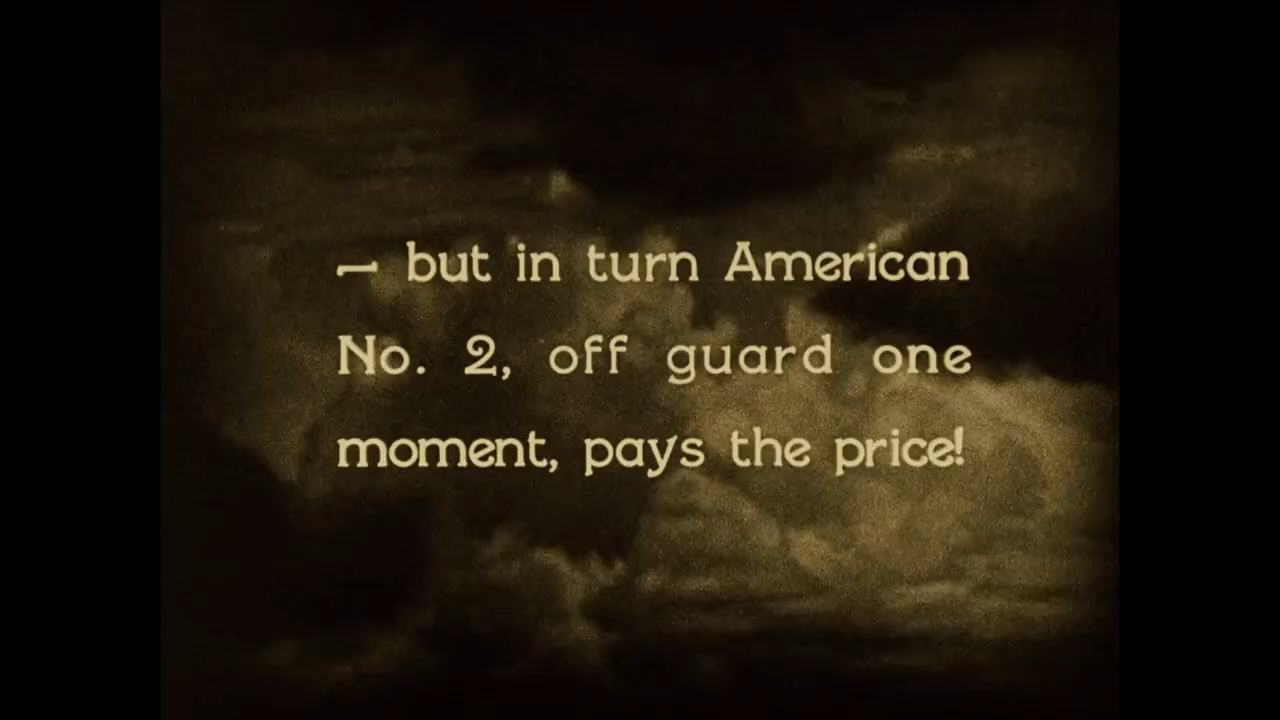 — but in turn American
No. 2, off guard one
moment, pays the price!